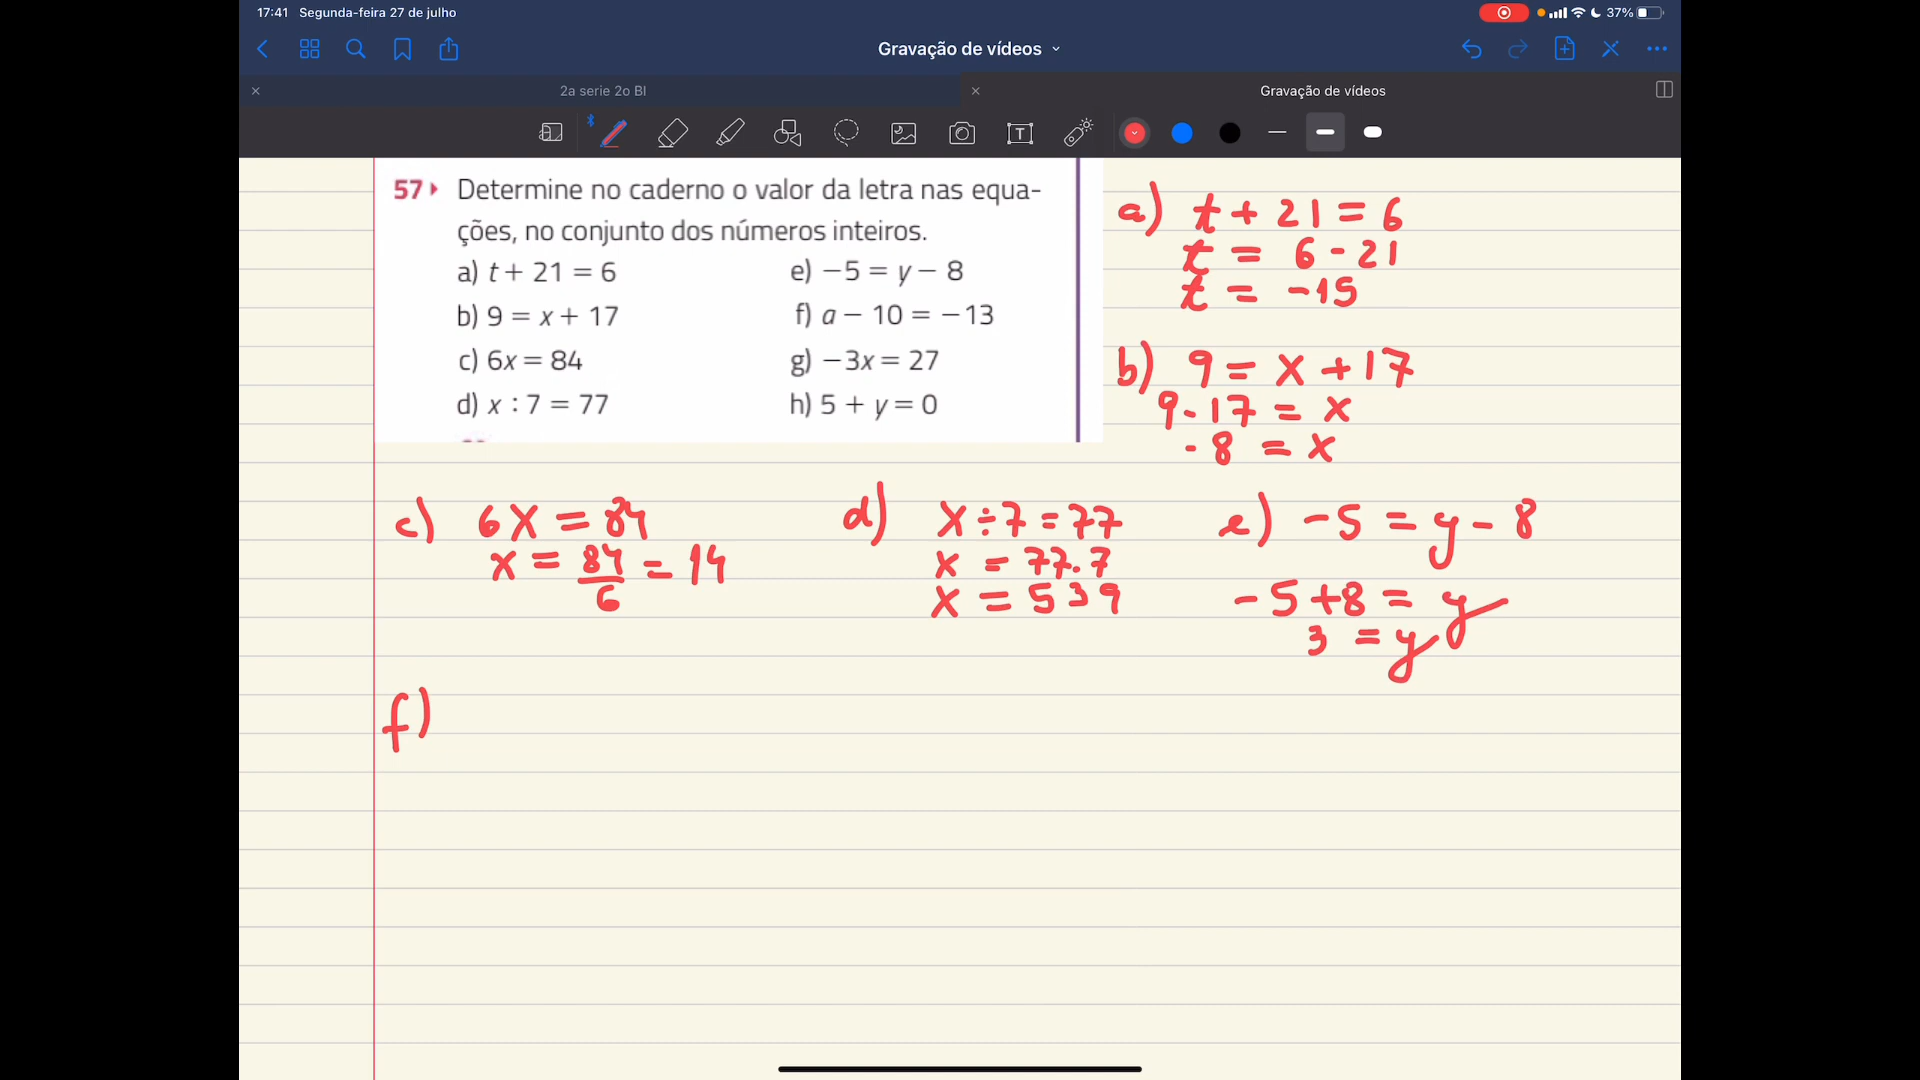 17:41 Segunda-feira 27 de julho
37%
Gravação de vídeos
2a serie 2o BI
Gravação de vídeos
57 Determine no caderno o valor da letra nas equa-
ções, no conjunto dos números inteiros.
a) t + 21 = 6
b) 9 = x + 17
c) 6x = 84
d) x : 7 = 77
e) −5 = y − 8
f) a − 10 = −13
g) −3x = 27
h) 5 + y = 0
a) t + 21 = 6
t = 6 - 21
t = -15
b) 9 = x + 17
9 - 17 = x
- 8 = x
c) 6x = 84
x = 84/6 = 14
d) x ÷ 7 = 77
x = 77.7
x = 539
e) -5 = y - 8
-5 + 8 = y
3 = y
f)